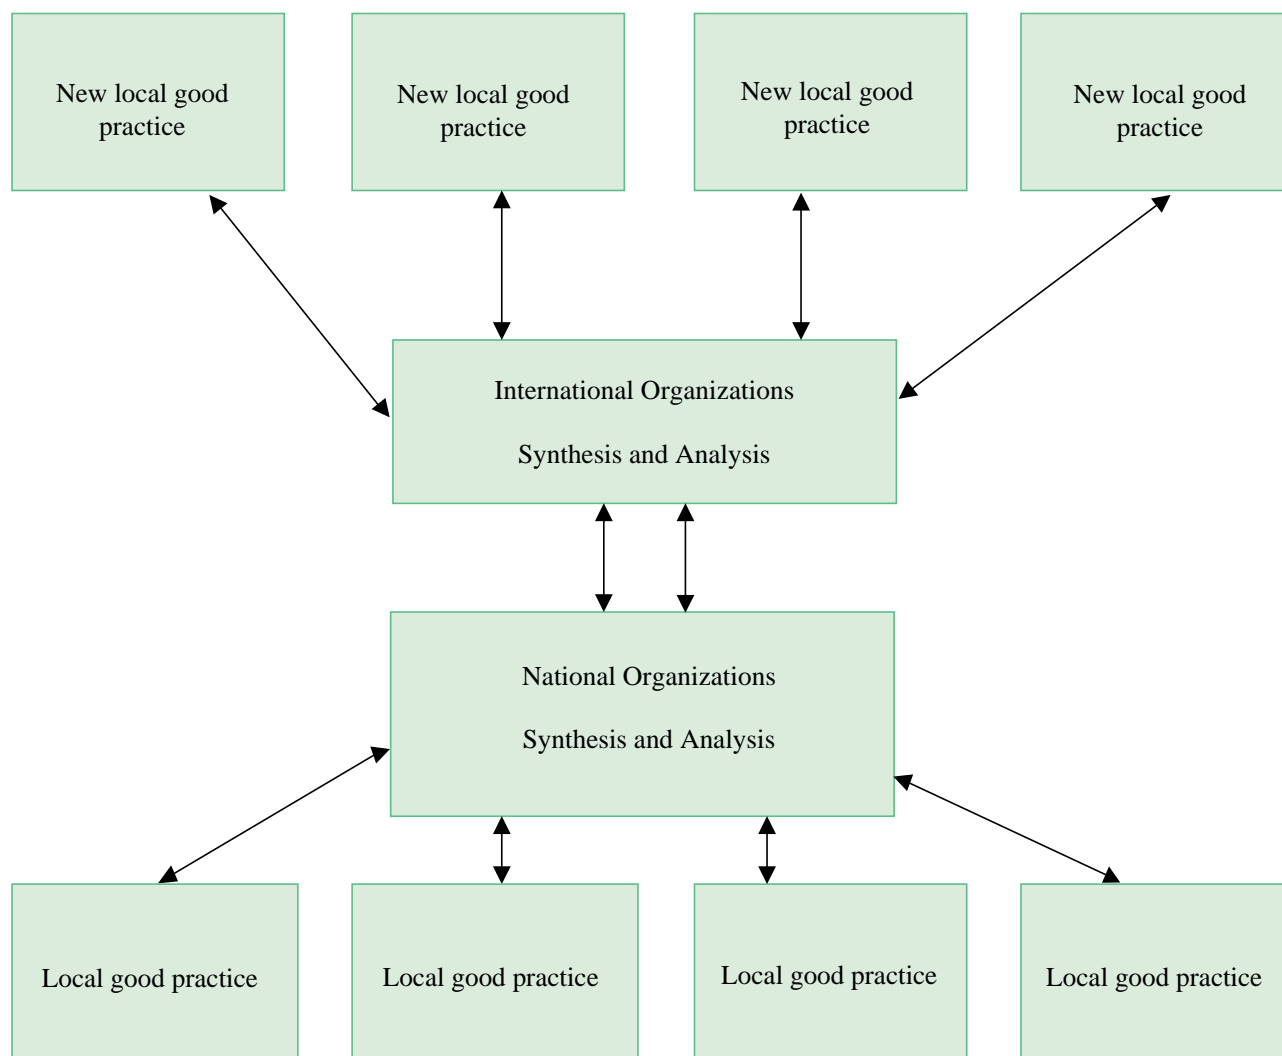 New local good
practice
New local good
practice
New local good
practice
New local good
practice
International Organizations
Synthesis and Analysis
National Organizations
Synthesis and Analysis
Local good practice
Local good practice
Local good practice
Local good practice